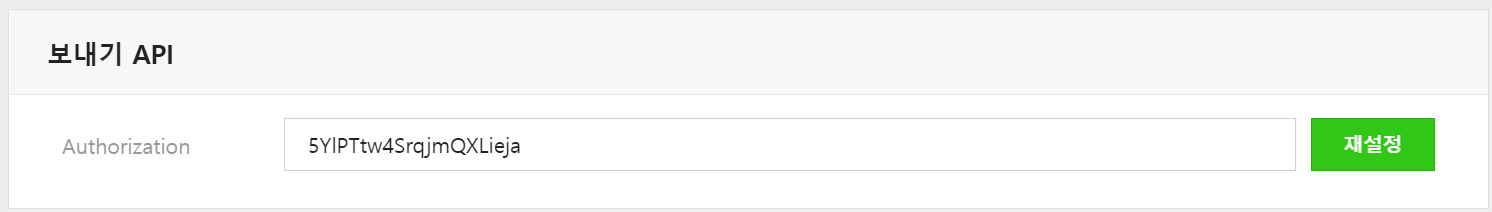 보내기 API
Authorization
5YlPTtw4SrqjmQXLieja
재설정